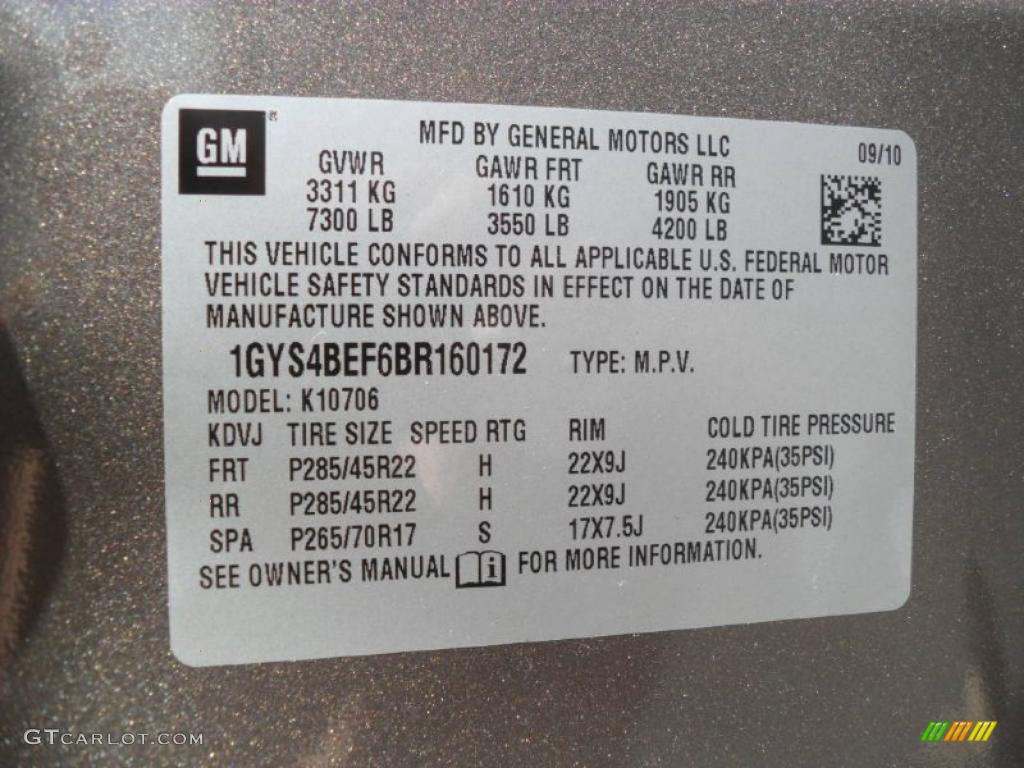 GM®
MFD BY GENERAL MOTORS LLC
09/10
GVWR GAWR FRT GAWR RR
3311 KG 1610 KG 1905 KG
7300 LB 3550 LB 4200 LB
THIS VEHICLE CONFORMS TO ALL APPLICABLE U.S. FEDERAL MOTOR
VEHICLE SAFETY STANDARDS IN EFFECT ON THE DATE OF
MANUFACTURE SHOWN ABOVE.
1GYS4BEF6BR160172 TYPE: M.P.V.
MODEL: K10706
KDVJ TIRE SIZE SPEED RTG RIM COLD TIRE PRESSURE
FRT P285/45R22 H 22X9J 240KPA(35PSI)
RR P285/45R22 H 22X9J 240KPA(35PSI)
SPA P265/70R17 S 17X7.5J 240KPA(35PSI)
SEE OWNER'S MANUAL i FOR MORE INFORMATION.
GTCARLOT.COM